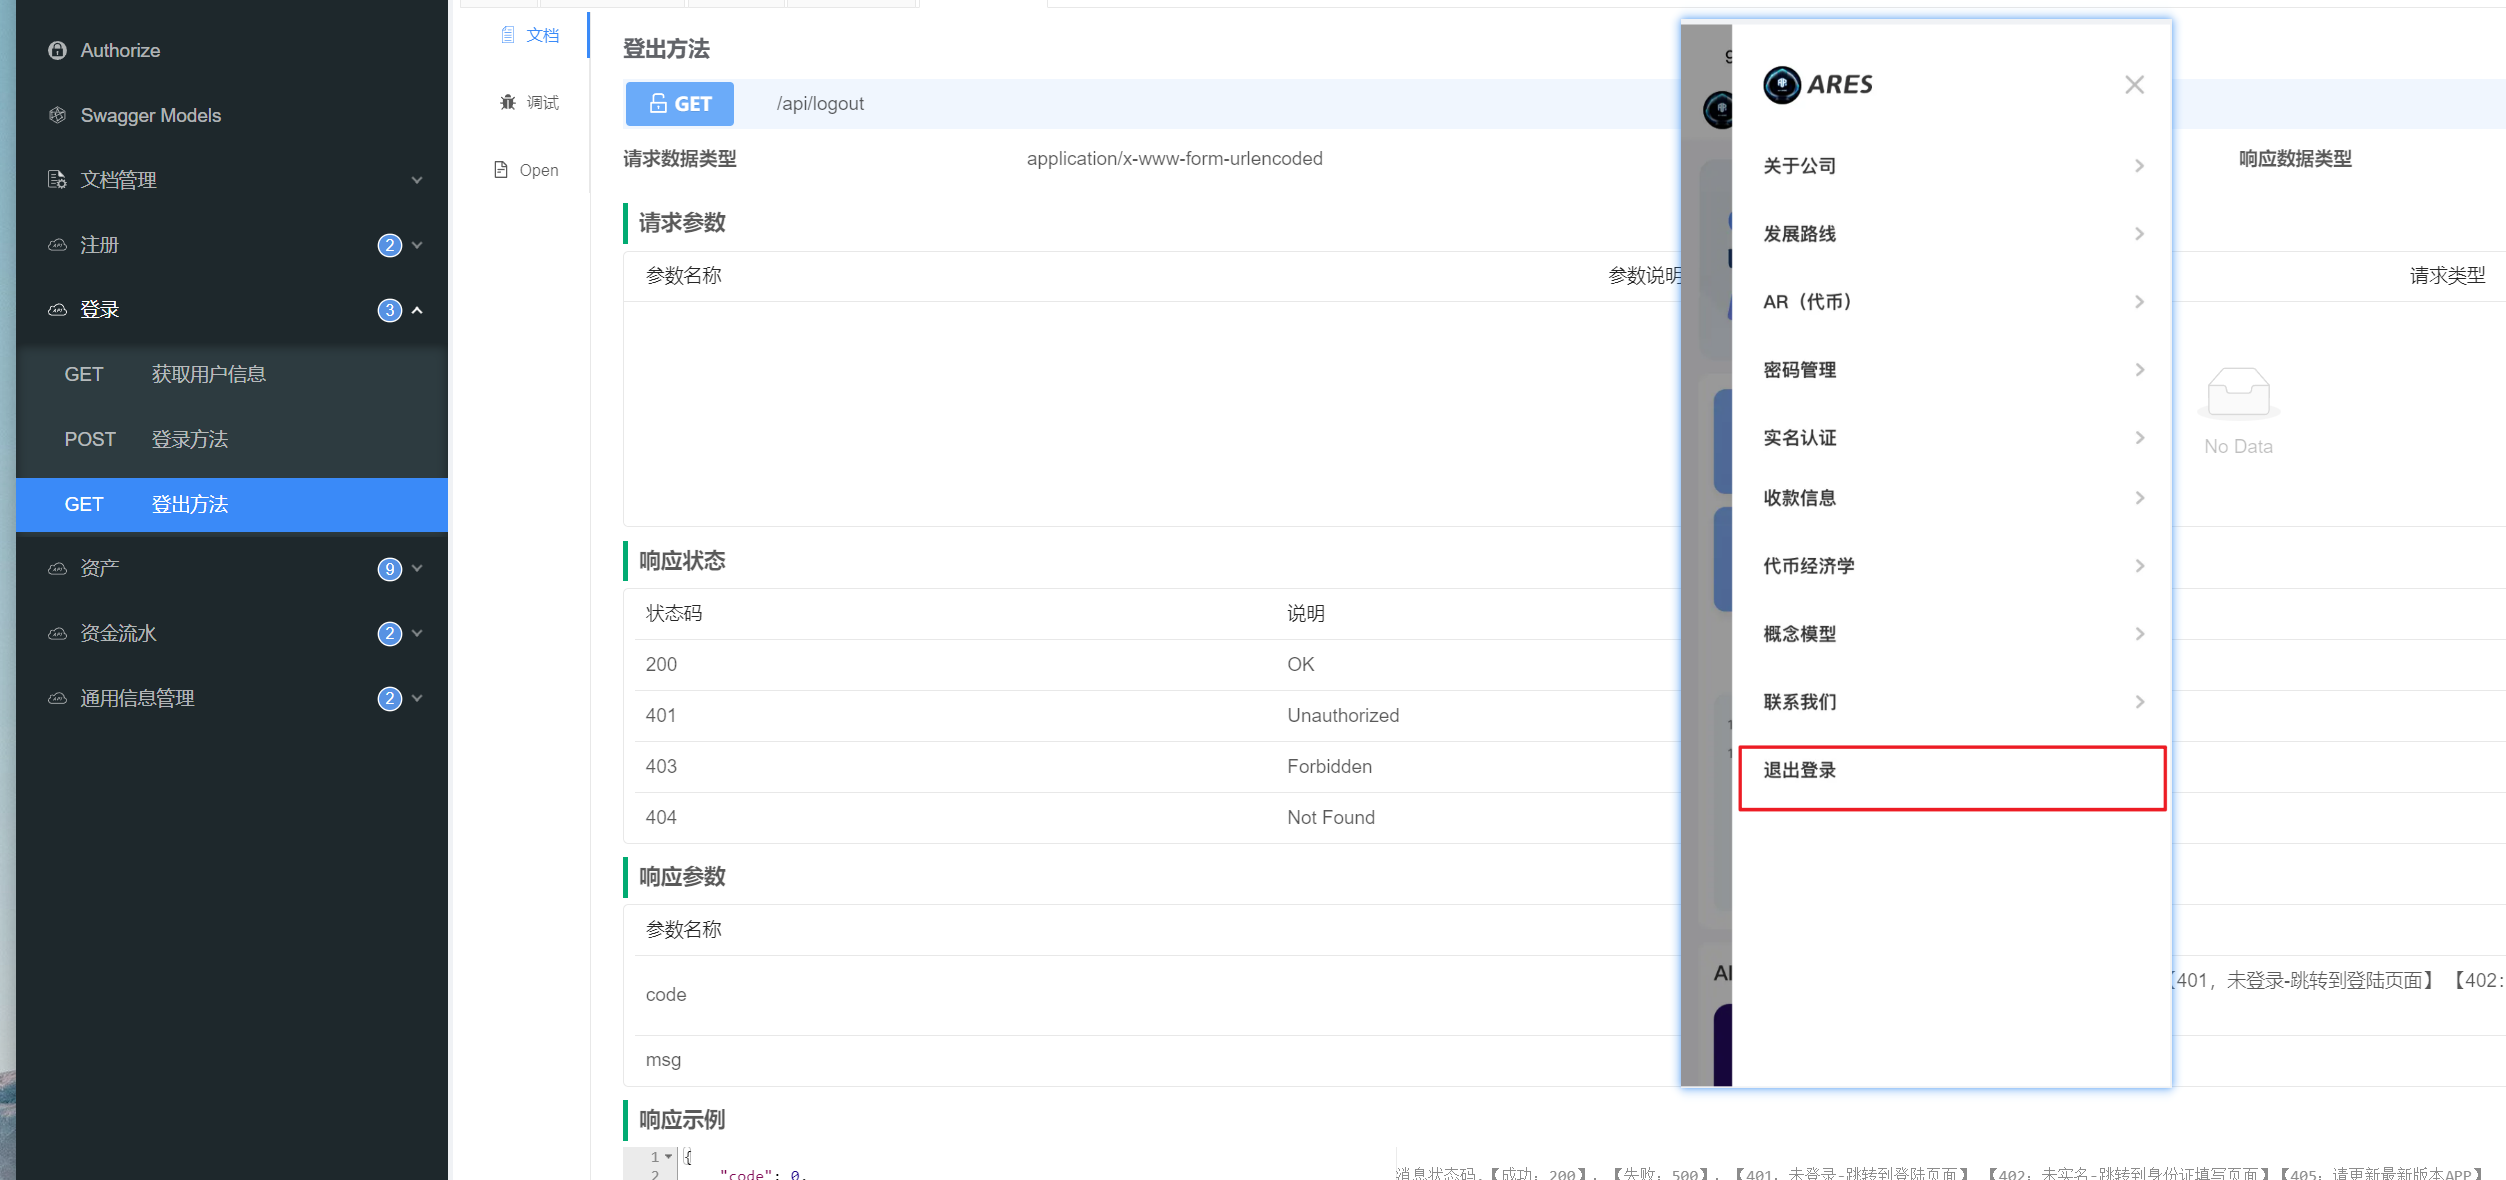 Authorize
Swagger Models
文档管理
注册 2
登录 3
GET 获取用户信息
POST 登录方法
GET 登出方法
资产 9
资金流水 2
通用信息管理 2
文档
调试
Open
登出方法
GET /api/logout
请求数据类型 application/x-www-form-urlencoded 响应数据类型
请求参数
参数名称 参数说明 请求类型
No Data
响应状态
状态码 说明
200 OK
401 Unauthorized
403 Forbidden
404 Not Found
响应参数
参数名称
code 【401，未登录-跳转到登陆页面】 【402：
msg
响应示例
1 {
2 "code": 0,
消息状态码,【成功：200】, 【失败：500】, 【401，未登录-跳转到登陆页面】 【402：未实名-跳转到身份证填写页面】【405：请更新最新版本APP】
ARES
关于公司
发展路线
AR（代币）
密码管理
实名认证
收款信息
代币经济学
概念模型
联系我们
退出登录
AI